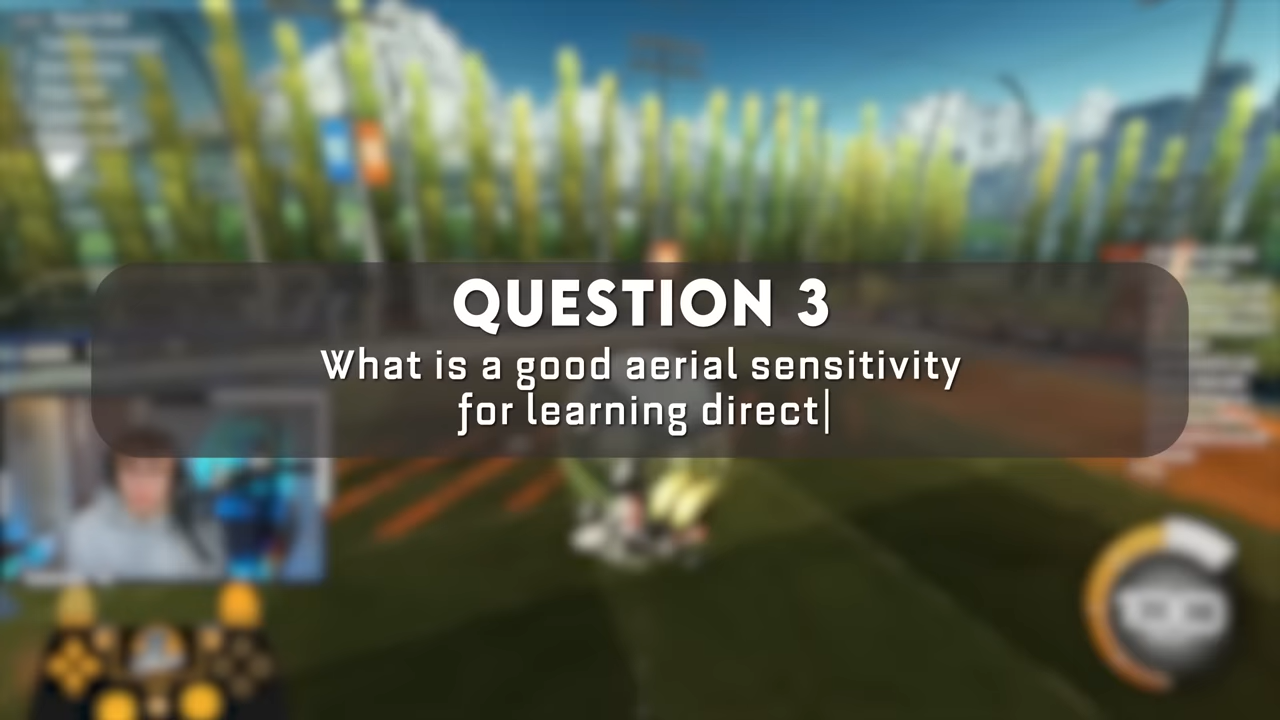 QUESTION 3
What is a good aerial sensitivity
for learning direct|